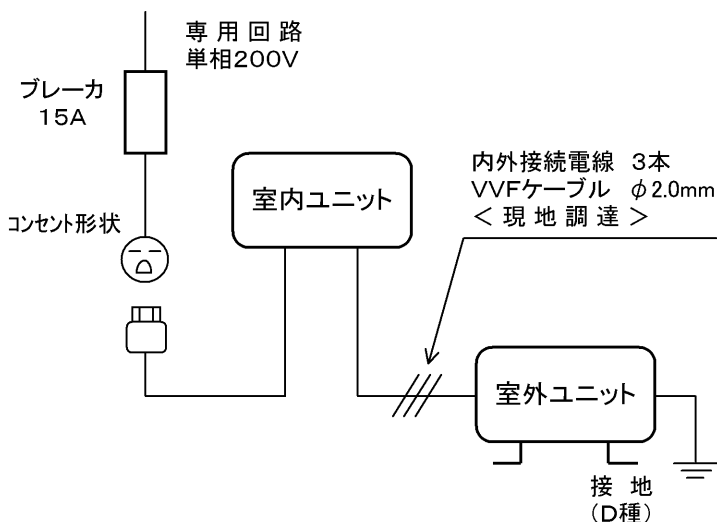 専用回路
単相200V
ブレーカ
15A
コンセント形状
室内ユニット
内外接続電線 3本
VVFケーブル φ2.0mm
＜現地調達＞
室外ユニット
接地
（D種）